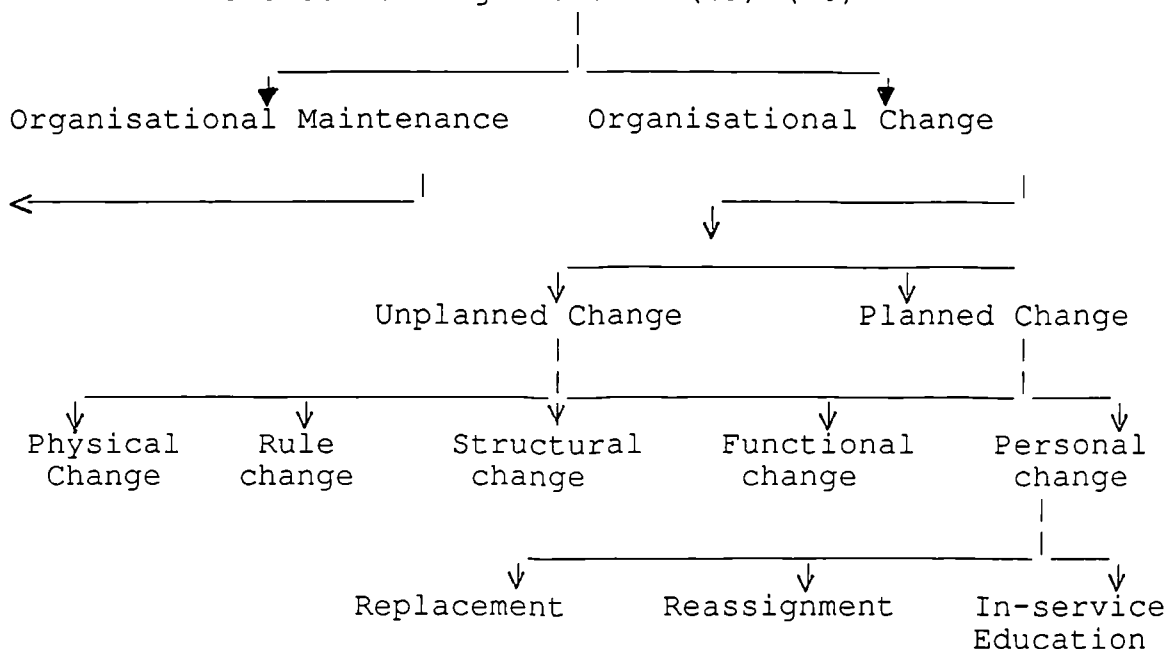 Organisational Maintenance Organisational Change
Unplanned Change Planned Change
Physical Rule Structural Functional Personal
Change change change change change
Replacement Reassignment In-service
Education